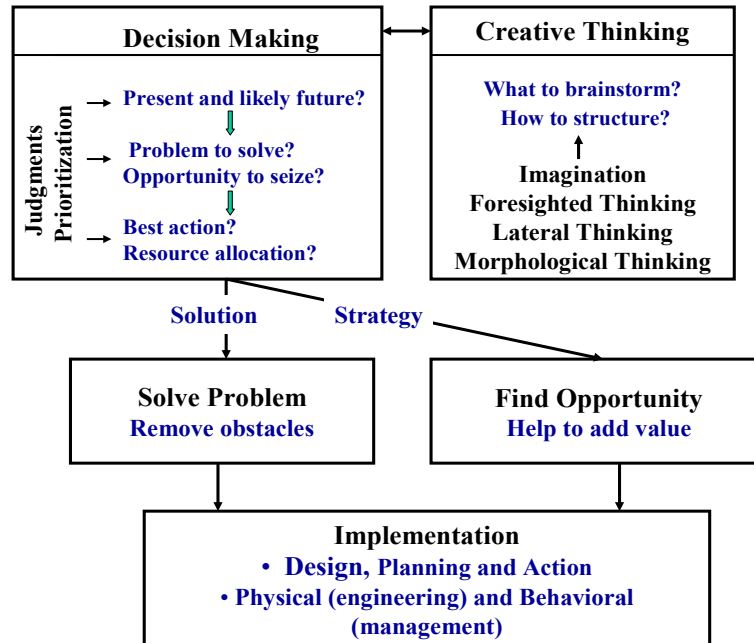 Decision Making
Judgments
Prioritization
Present and likely future?
Problem to solve?
Opportunity to seize?
Best action?
Resource allocation?
Creative Thinking
What to brainstorm?
How to structure?
Imagination
Foresighted Thinking
Lateral Thinking
Morphological Thinking
Solution
Strategy
Solve Problem
Remove obstacles
Find Opportunity
Help to add value
Implementation
• Design, Planning and Action
• Physical (engineering) and Behavioral
(management)